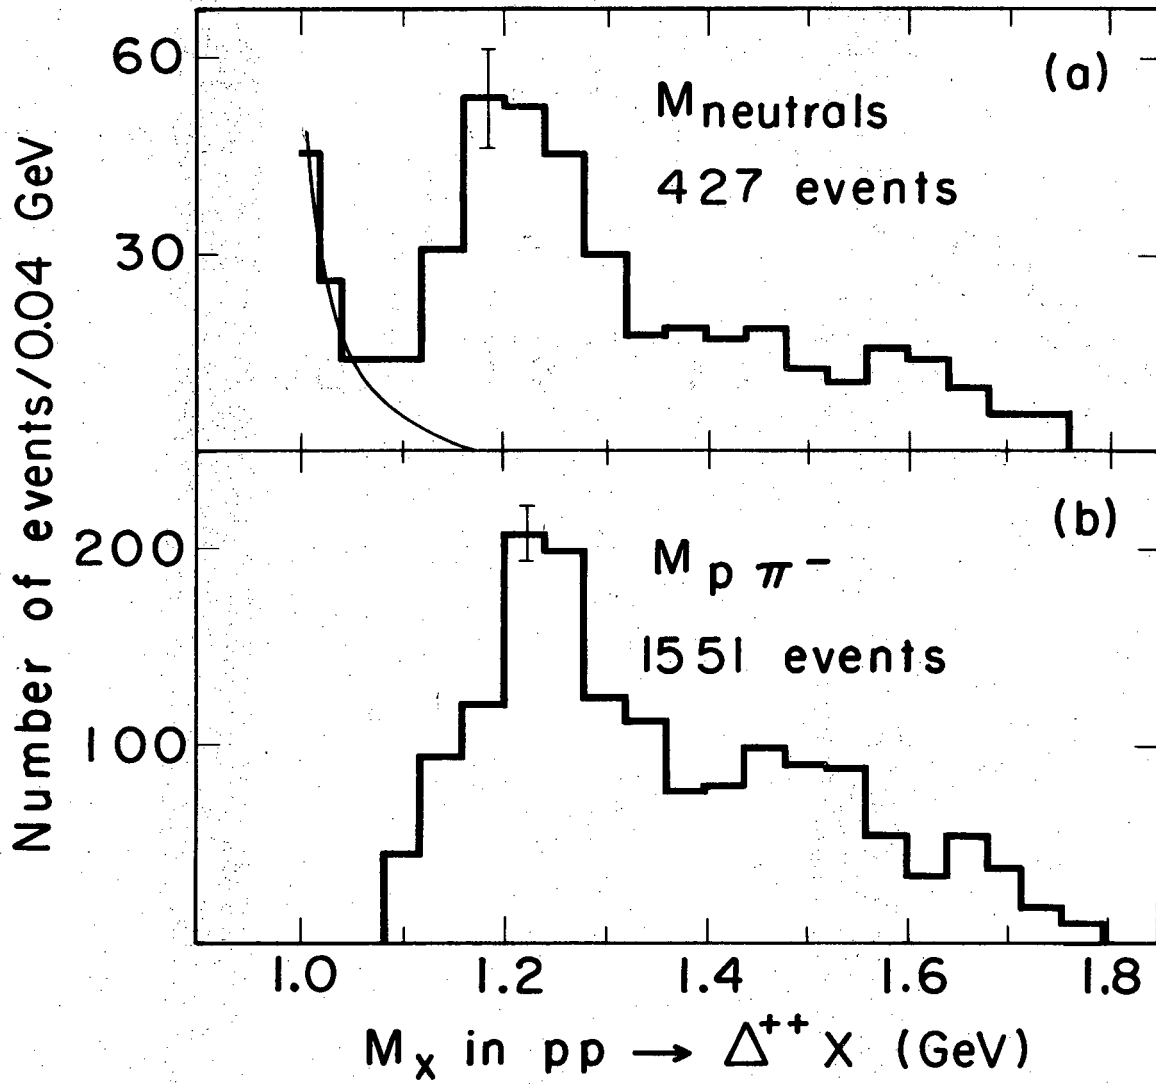 Number of events/0.04 GeV
(a)
60
30
M neutrals
427 events
(b)
200
100
M p π⁻
1551 events
1.0 1.2 1.4 1.6 1.8
M_X in pp → Δ⁺⁺ X (GeV)